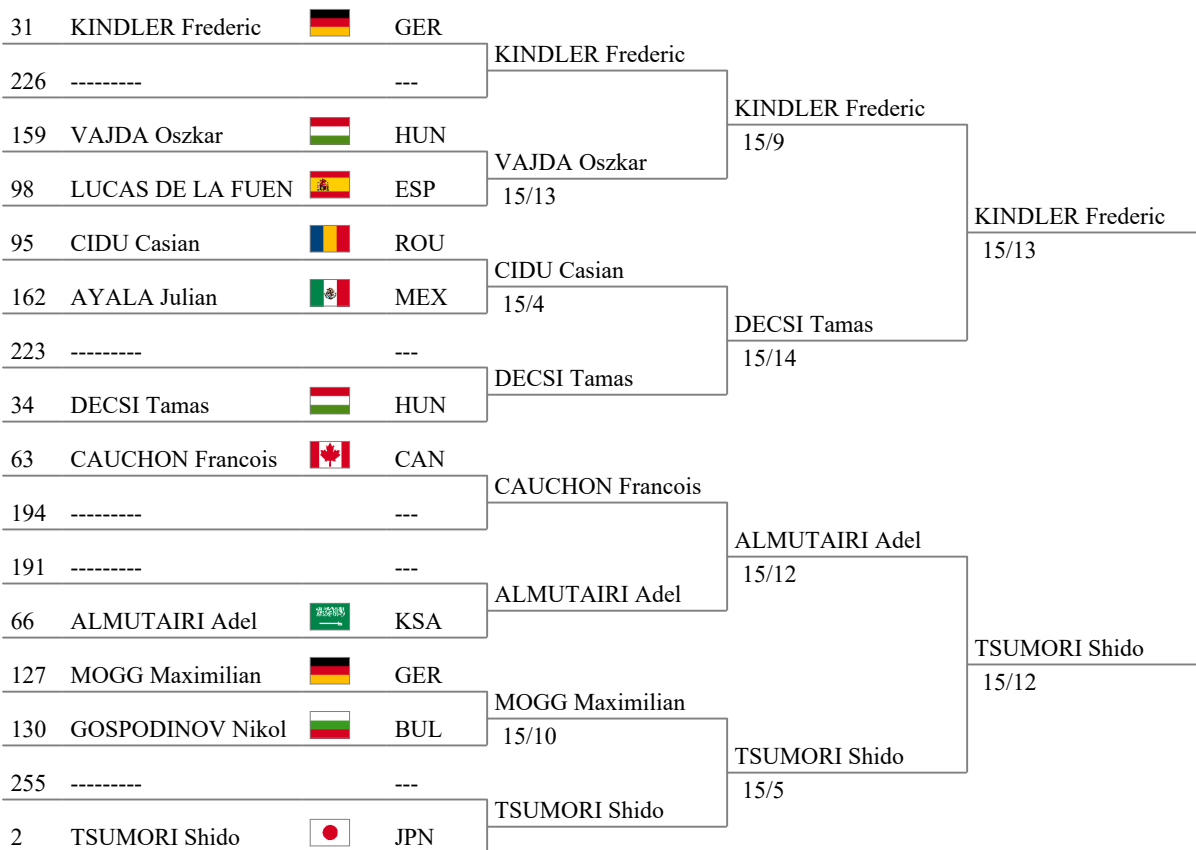 31 KINDLER Frederic GER
226 --------- ---
159 VAJDA Oszkar HUN
98 LUCAS DE LA FUEN ESP
95 CIDU Casian ROU
162 AYALA Julian MEX
223 --------- ---
34 DECSI Tamas HUN
63 CAUCHON Francois CAN
194 --------- ---
191 --------- ---
66 ALMUTAIRI Adel KSA
127 MOGG Maximilian GER
130 GOSPODINOV Nikol BUL
255 --------- ---
2 TSUMORI Shido JPN
KINDLER Frederic
VAJDA Oszkar
15/13
CIDU Casian
15/4
DECSI Tamas
CAUCHON Francois
ALMUTAIRI Adel
MOGG Maximilian
15/10
TSUMORI Shido
KINDLER Frederic
15/9
DECSI Tamas
15/14
ALMUTAIRI Adel
15/12
TSUMORI Shido
15/5
KINDLER Frederic
15/13
TSUMORI Shido
15/12